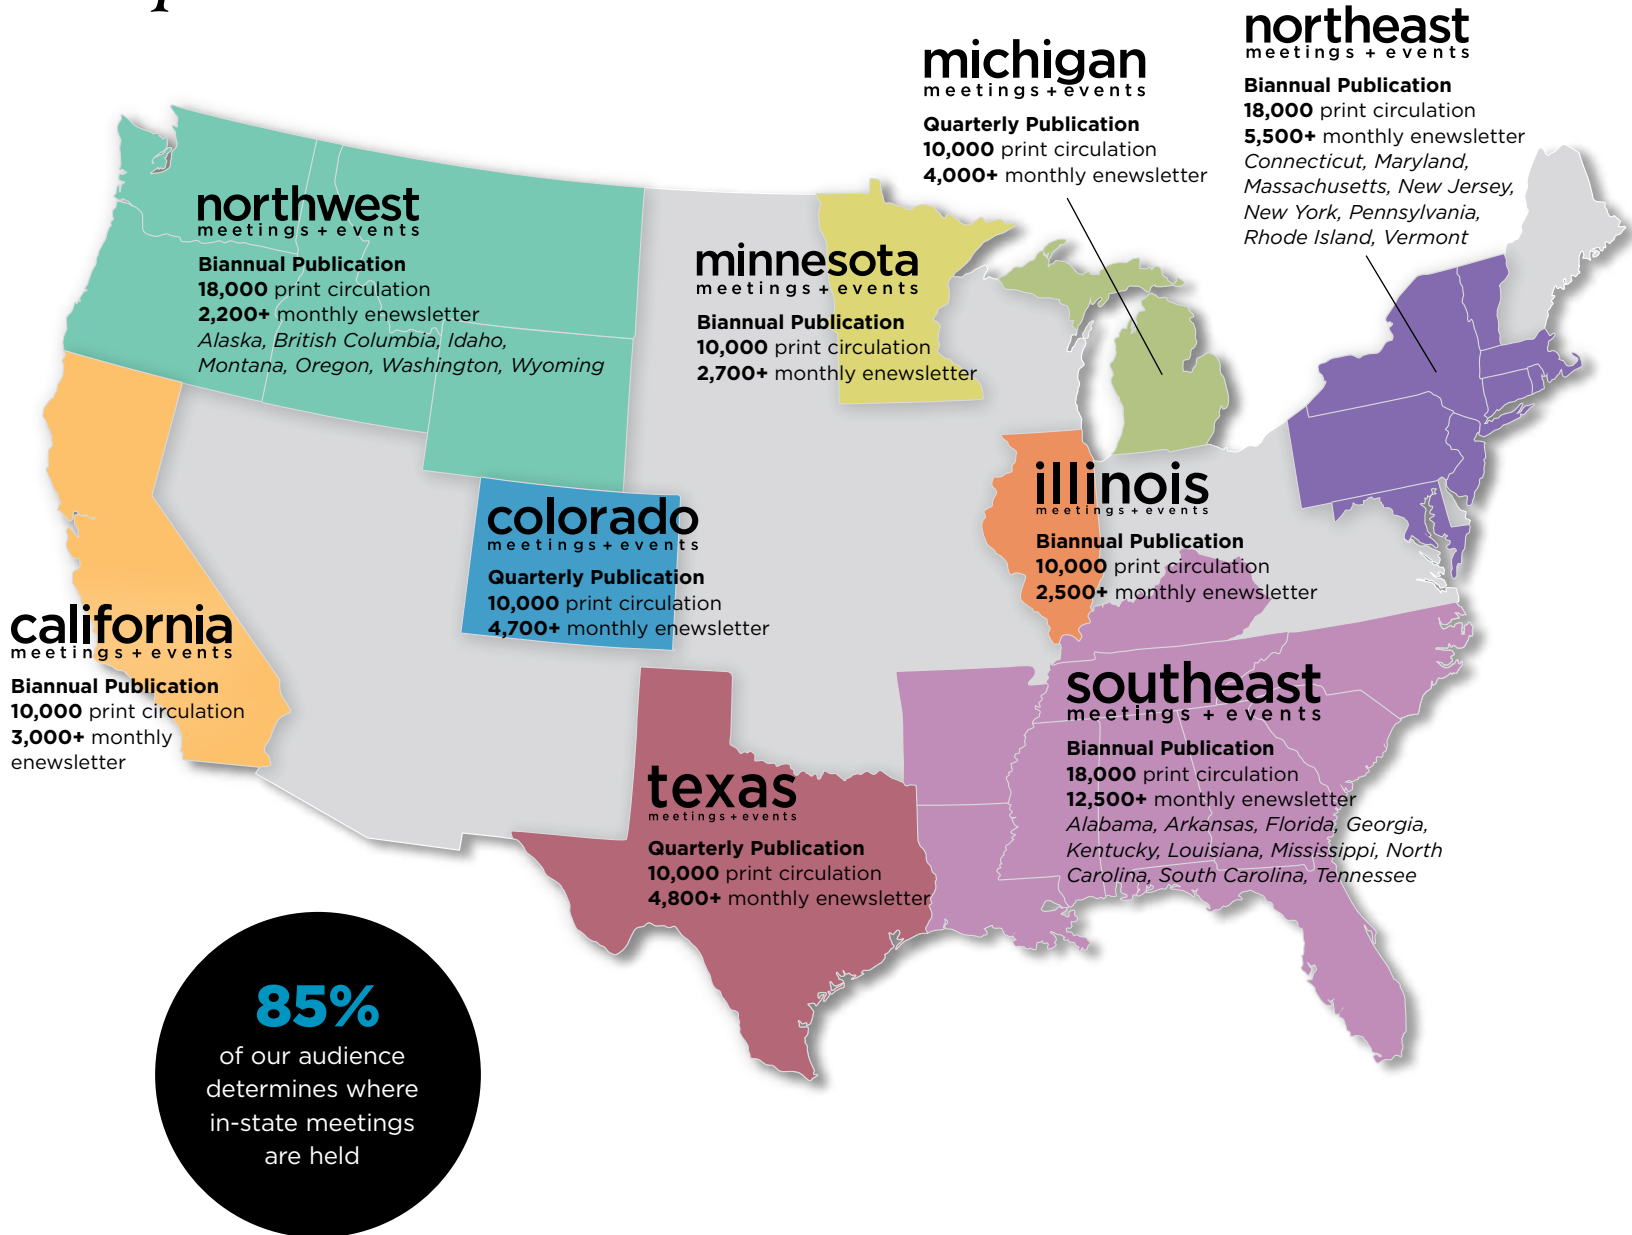 michigan
meetings + events
Quarterly Publication
10,000 print circulation
4,000+ monthly enewsletter
northeast
meetings + events
Biannual Publication
18,000 print circulation
5,500+ monthly enewsletter
Connecticut, Maryland,
Massachusetts, New Jersey,
New York, Pennsylvania,
Rhode Island, Vermont
northwest
meetings + events
Biannual Publication
18,000 print circulation
2,200+ monthly enewsletter
Alaska, British Columbia, Idaho,
Montana, Oregon, Washington, Wyoming
minnesota
meetings + events
Biannual Publication
10,000 print circulation
2,700+ monthly enewsletter
illinois
meetings + events
Biannual Publication
10,000 print circulation
2,500+ monthly enewsletter
colorado
meetings + events
Quarterly Publication
10,000 print circulation
4,700+ monthly enewsletter
california
meetings + events
Biannual Publication
10,000 print circulation
3,000+ monthly
enewsletter
southeast
meetings + events
Biannual Publication
18,000 print circulation
12,500+ monthly enewsletter
Alabama, Arkansas, Florida, Georgia,
Kentucky, Louisiana, Mississippi, North
Carolina, South Carolina, Tennessee
texas
meetings + events
Quarterly Publication
10,000 print circulation
4,800+ monthly enewsletter
85%
of our audience
determines where
in-state meetings
are held